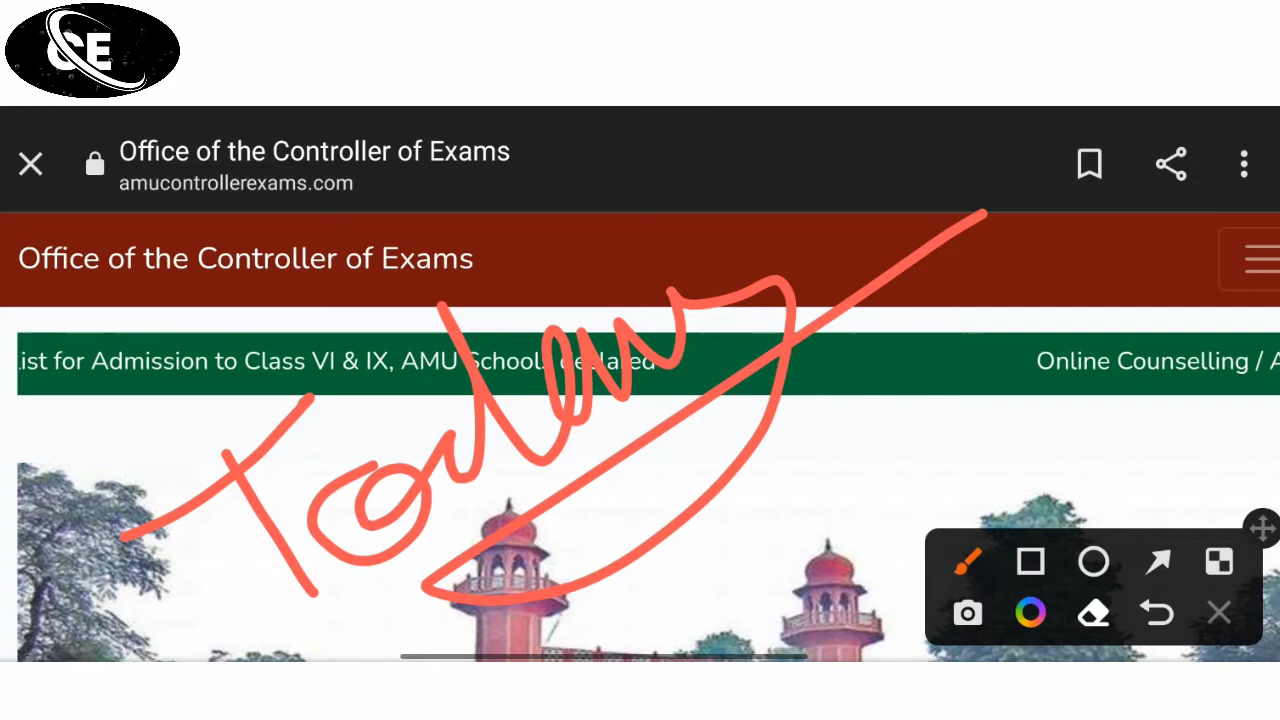 CE
Office of the Controller of Exams
amucontrollerexams.com
Office of the Controller of Exams
ist for Admission to Class VI & IX, AMU Schools declared
Online Counselling / A
Today